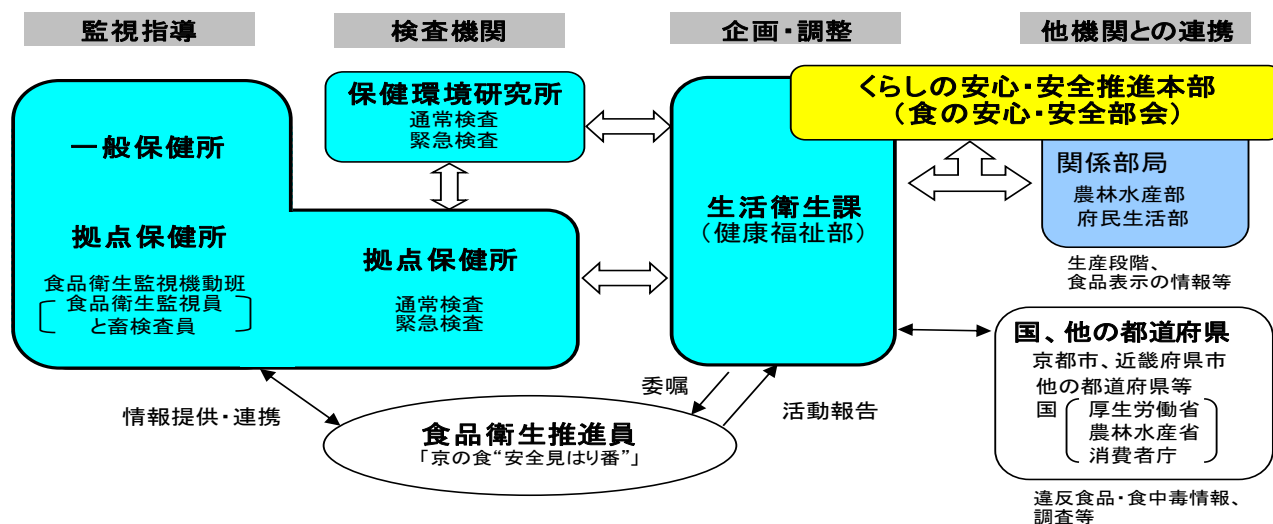 監視指導
検査機関
企画・調整
他機関との連携
一般保健所
拠点保健所
食品衛生監視機動班
食品衛生監視員
と畜検査員
保健環境研究所
通常検査
緊急検査
拠点保健所
通常検査
緊急検査
生活衛生課
（健康福祉部）
くらしの安心・安全推進本部
（食の安心・安全部会）
関係部局
農林水産部
府民生活部
生産段階、
食品表示の情報等
国、他の都道府県
京都市、近畿府県市
他の都道府県等
国
厚生労働省
農林水産省
消費者庁
違反食品・食中毒情報、
調査等
情報提供・連携
委嘱
活動報告
食品衛生推進員
「京の食“安全見はり番”」